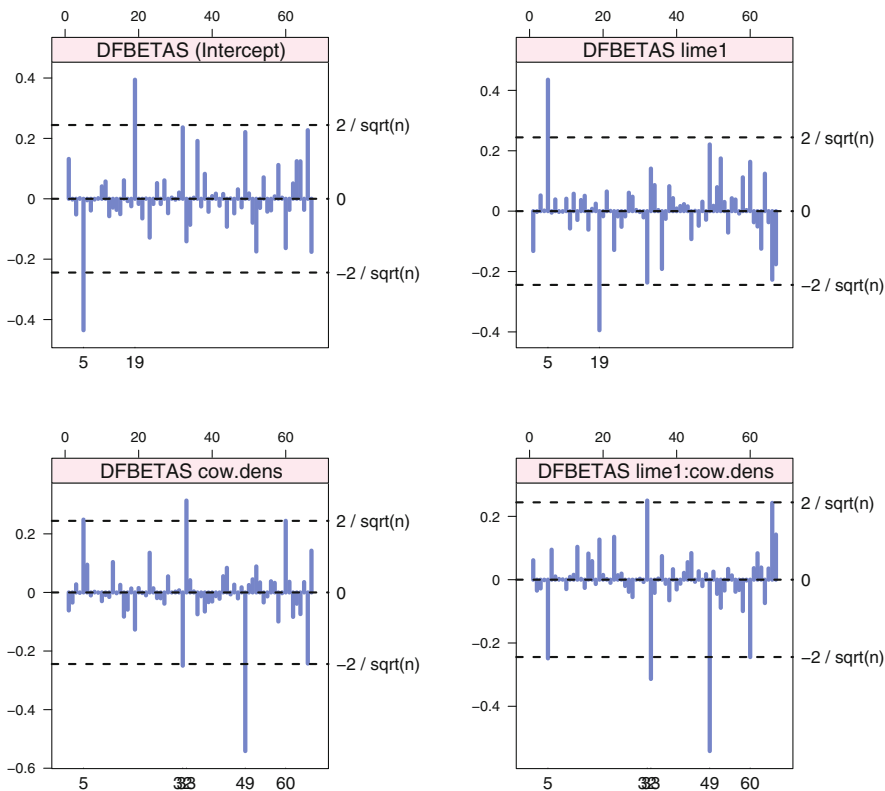 0 20 40 60 0 20 40 60
DFBETAS (Intercept) DFBETAS lime1
0.4 0.4
2 / sqrt(n) 2 / sqrt(n)
0.2 0.2
0 0 0 0
−0.2 −0.2
−2 / sqrt(n) −2 / sqrt(n)
−0.4 −0.4
5 19 5 19
0 20 40 60 0 20 40 60
DFBETAS cow.dens DFBETAS lime1:cow.dens
2 / sqrt(n) 2 / sqrt(n)
0.2 0.2
0 0 0 0
−0.2 −0.2
−2 / sqrt(n) −2 / sqrt(n)
−0.4 −0.4
−0.6
5 32 33 49 60 5 32 33 49 60